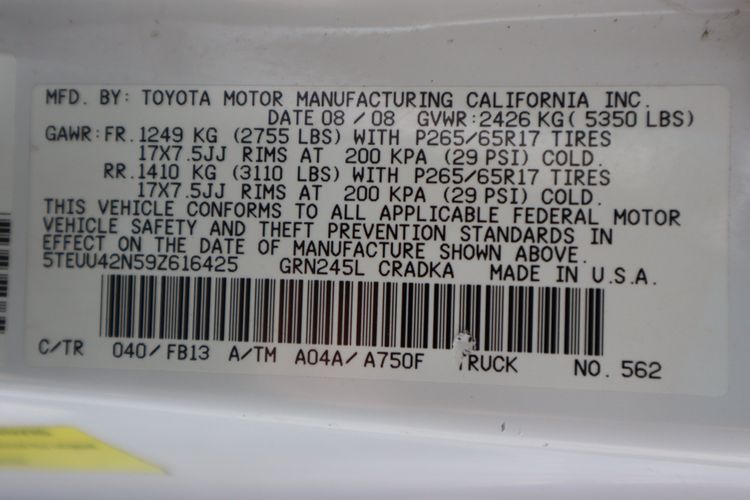 MFD. BY: TOYOTA MOTOR MANUFACTURING CALIFORNIA INC.
DATE 08/08 GVWR:2426 KG( 5350 LBS)
GAWR:FR.1249 KG (2755 LBS) WITH P265/65R17 TIRES
17X7.5JJ RIMS AT 200 KPA (29 PSI) COLD.
RR.1410 KG (3110 LBS) WITH P265/65R17 TIRES
17X7.5JJ RIMS AT 200 KPA (29 PSI) COLD.
THIS VEHICLE CONFORMS TO ALL APPLICABLE FEDERAL MOTOR
VEHICLE SAFETY AND THEFT PREVENTION STANDARDS IN
EFFECT ON THE DATE OF MANUFACTURE SHOWN ABOVE.
5TEUU42N59Z616425 GRN245L CRADKA MADE IN U.S.A.
C/TR 040/FB13 A/TM A04A/A750F TRUCK NO. 562